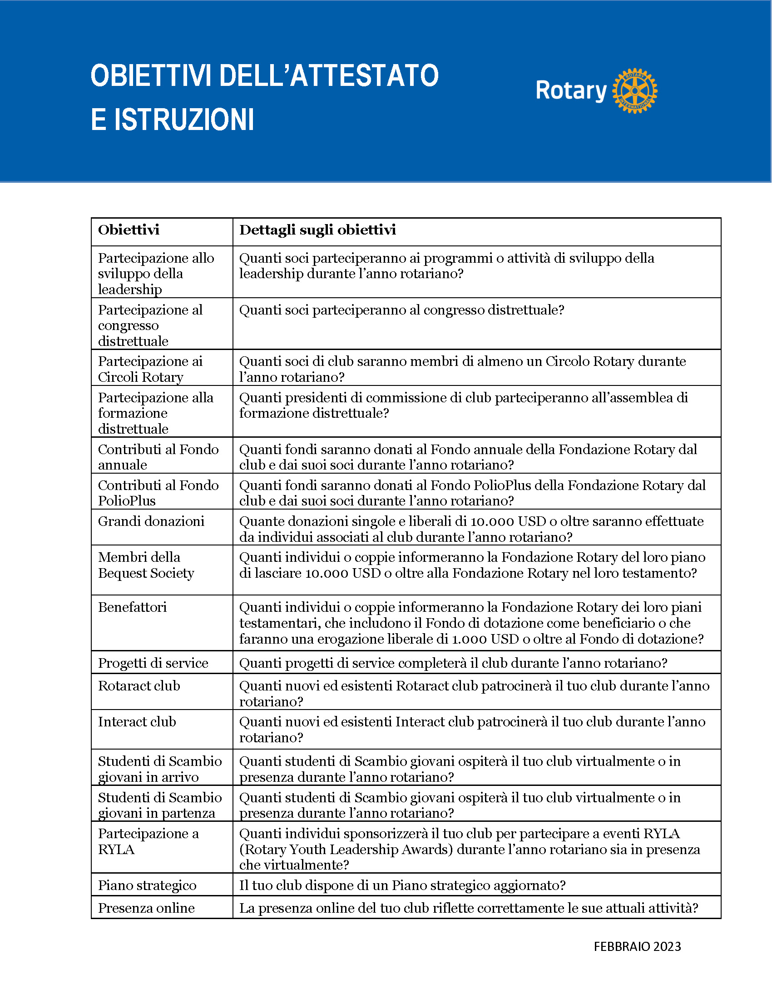 OBIETTIVI DELL’ATTESTATO
E ISTRUZIONI
Rotary
ROTARY
INTERNATIONAL
Obiettivi
Dettagli sugli obiettivi
Partecipazione allo
sviluppo della
leadership
Quanti soci parteciperanno ai programmi o attività di sviluppo della
leadership durante l’anno rotariano?
Partecipazione al
congresso
distrettuale
Quanti soci parteciperanno al congresso distrettuale?
Partecipazione ai
Circoli Rotary
Quanti soci di club saranno membri di almeno un Circolo Rotary durante
l’anno rotariano?
Partecipazione alla
formazione
distrettuale
Quanti presidenti di commissione di club parteciperanno all’assemblea di
formazione distrettuale?
Contributi al Fondo
annuale
Quanti fondi saranno donati al Fondo annuale della Fondazione Rotary dal
club e dai suoi soci durante l’anno rotariano?
Contributi al Fondo
PolioPlus
Quanti fondi saranno donati al Fondo PolioPlus della Fondazione Rotary dal
club e dai suoi soci durante l’anno rotariano?
Grandi donazioni
Quante donazioni singole e liberali di 10.000 USD o oltre saranno effettuate
da individui associati al club durante l’anno rotariano?
Membri della
Bequest Society
Quanti individui o coppie informeranno la Fondazione Rotary del loro piano
di lasciare 10.000 USD o oltre alla Fondazione Rotary nel loro testamento?
Benefattori
Quanti individui o coppie informeranno la Fondazione Rotary dei loro piani
testamentari, che includono il Fondo di dotazione come beneficiario o che
faranno una erogazione liberale di 1.000 USD o oltre al Fondo di dotazione?
Progetti di service
Quanti progetti di service completerà il club durante l’anno rotariano?
Rotaract club
Quanti nuovi ed esistenti Rotaract club patrocinerà il tuo club durante l’anno
rotariano?
Interact club
Quanti nuovi ed esistenti Interact club patrocinerà il tuo club durante l’anno
rotariano?
Studenti di Scambio
giovani in arrivo
Quanti studenti di Scambio giovani ospiterà il tuo club virtualmente o in
presenza durante l’anno rotariano?
Studenti di Scambio
giovani in partenza
Quanti studenti di Scambio giovani ospiterà il tuo club virtualmente o in
presenza durante l’anno rotariano?
Partecipazione a
RYLA
Quanti individui sponsorizzerà il tuo club per partecipare a eventi RYLA
(Rotary Youth Leadership Awards) durante l’anno rotariano sia in presenza
che virtualmente?
Piano strategico
Il tuo club dispone di un Piano strategico aggiornato?
Presenza online
La presenza online del tuo club riflette correttamente le sue attuali attività?
FEBBRAIO 2023